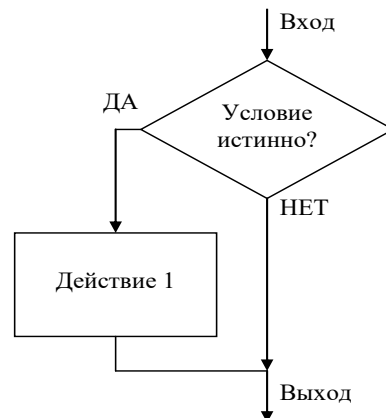 Вход
ДА
Условие
истинно?
НЕТ
Действие 1
Выход